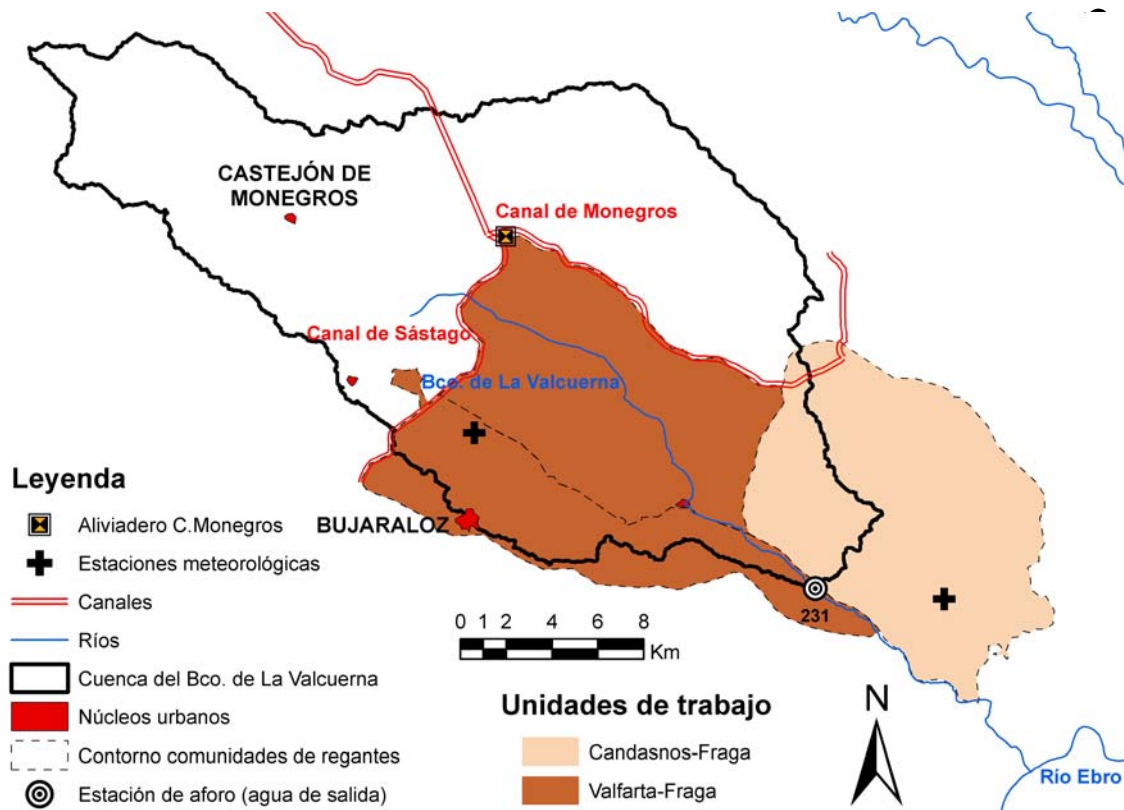 CASTEJÓN DE
MONEGROS
Canal de Monegros
Canal de Sástago
Bco. de La Valcuerna
Leyenda
Aliviadero C.Monegros
BUJARALOZ
Estaciones meteorológicas
Canales
231
0 1 2 4 6 8
Km
Ríos
Cuenca del Bco. de La Valcuerna
Núcleos urbanos
Contorno comunidades de regantes
Estación de aforo (agua de salida)
Unidades de trabajo
Candasnos-Fraga
Valfarta-Fraga
N
Río Ebro